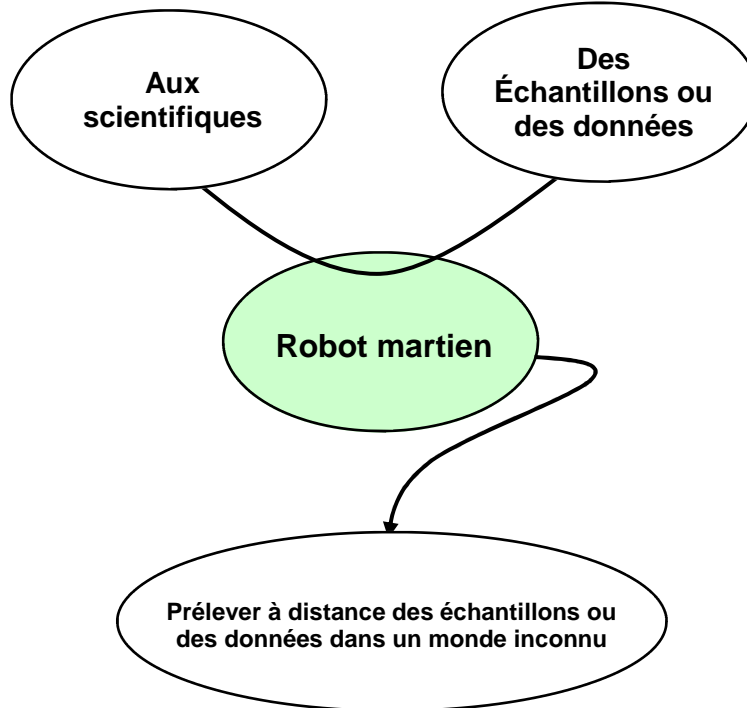 Aux
scientifiques
Des
Échantillons ou
des données
Robot martien
Prélever à distance des échantillons ou
des données dans un monde inconnu